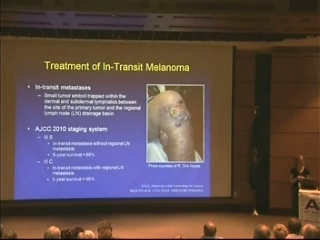 Treatment of In-Transit Melanoma
• In-transit metastases
– Small tumor emboli trapped within the
dermal and subdermal lymphatics between
the site of the primary tumor and the regional
lymph node (LN) drainage basin
• AJCC 2010 staging system
– III B
• In-transit metastasis without regional LN
metastasis
• 5-year survival =
– III C
• In transit metastasis with regional LN
metastasis
• 5-year survival =
Photo courtesy of R. Dirk Noyes
A